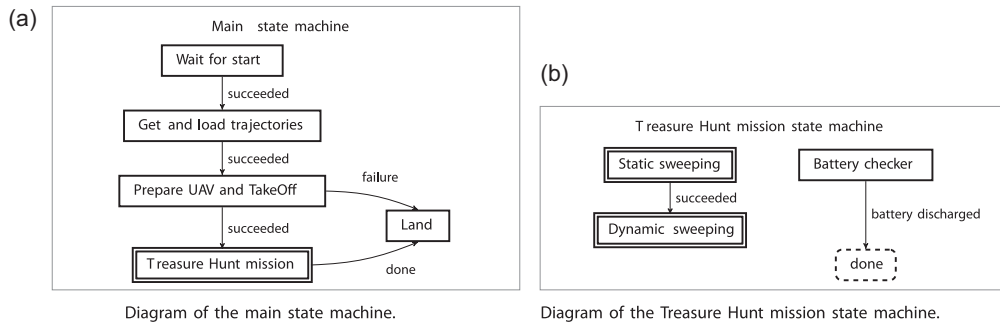 (a)
Main state machine
Wait for start
succeeded
Get and load trajectories
succeeded
Prepare UAV and TakeOff
failure
Land
succeeded
Treasure Hunt mission
done
Diagram of the main state machine.
(b)
Treasure Hunt mission state machine
Static sweeping
Battery checker
succeeded
battery discharged
Dynamic sweeping
done
Diagram of the Treasure Hunt mission state machine.